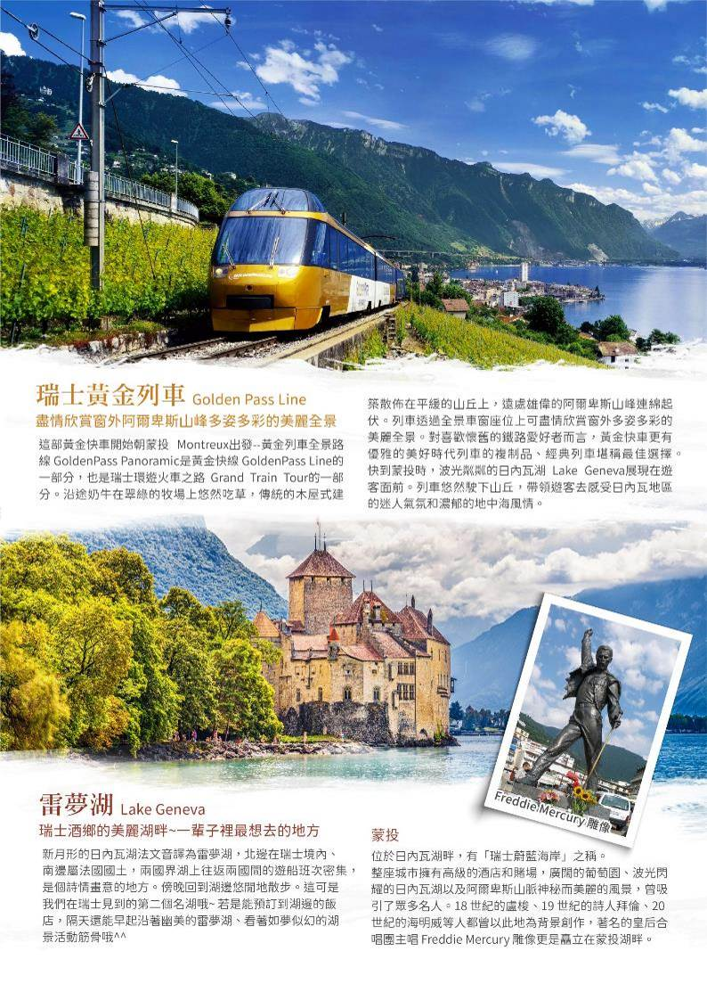 瑞士黃金列車 Golden Pass Line
盡情欣賞窗外阿爾卑斯山峰多姿多彩的美麗全景
這部黃金快車開始朝蒙投 Montreux出發--黃金列車全景路
線 GoldenPass Panoramic是黃金快線 GoldenPass Line的
一部分，也是瑞士環遊火車之路 Grand Train Tour的一部
分。沿途奶牛在翠綠的牧場上悠然吃草，傳統的木屋式建
築散佈在平緩的山丘上，遠處雄偉的阿爾卑斯山峰連綿起
伏。列車透過全景車窗座位上可盡情欣賞窗外多姿多彩的
美麗全景。對喜歡懷舊的鐵路愛好者而言，黃金快車更有
優雅的美好時代列車的複制品、經典列車堪稱最佳選擇。
快到蒙投時，波光粼粼的日內瓦湖 Lake Geneva展現在遊
客面前。列車悠然駛下山丘，帶領遊客去感受日內瓦地區
的迷人氣氛和濃郁的地中海風情。
Freddie Mercury 雕像
雷夢湖 Lake Geneva
瑞士酒鄉的美麗湖畔~一輩子裡最想去的地方
新月形的日內瓦湖法文音譯為雷夢湖，北邊在瑞士境內、
南邊屬法國國土，兩國界湖上往返兩國間的遊船班次密集，
是個詩情畫意的地方。傍晚回到湖邊悠閒地散步。這可是
我們在瑞士見到的第二個名湖哦~ 若是能預訂到湖邊的飯
店，隔天還能早起沿著幽美的雷夢湖、看著如夢似幻的湖
景活動筋骨哦^^
蒙投
位於日內瓦湖畔，有「瑞士蔚藍海岸」之稱。
整座城市擁有高級的酒店和賭場，廣闊的葡萄園、波光閃
耀的日內瓦湖以及阿爾卑斯山脈神秘而美麗的風景，曾吸
引了眾多名人。18 世紀的盧梭、19 世紀的詩人拜倫、20
世紀的海明威等人都曾以此地為背景創作，著名的皇后合
唱團主唱 Freddie Mercury 雕像更是矗立在蒙投湖畔。